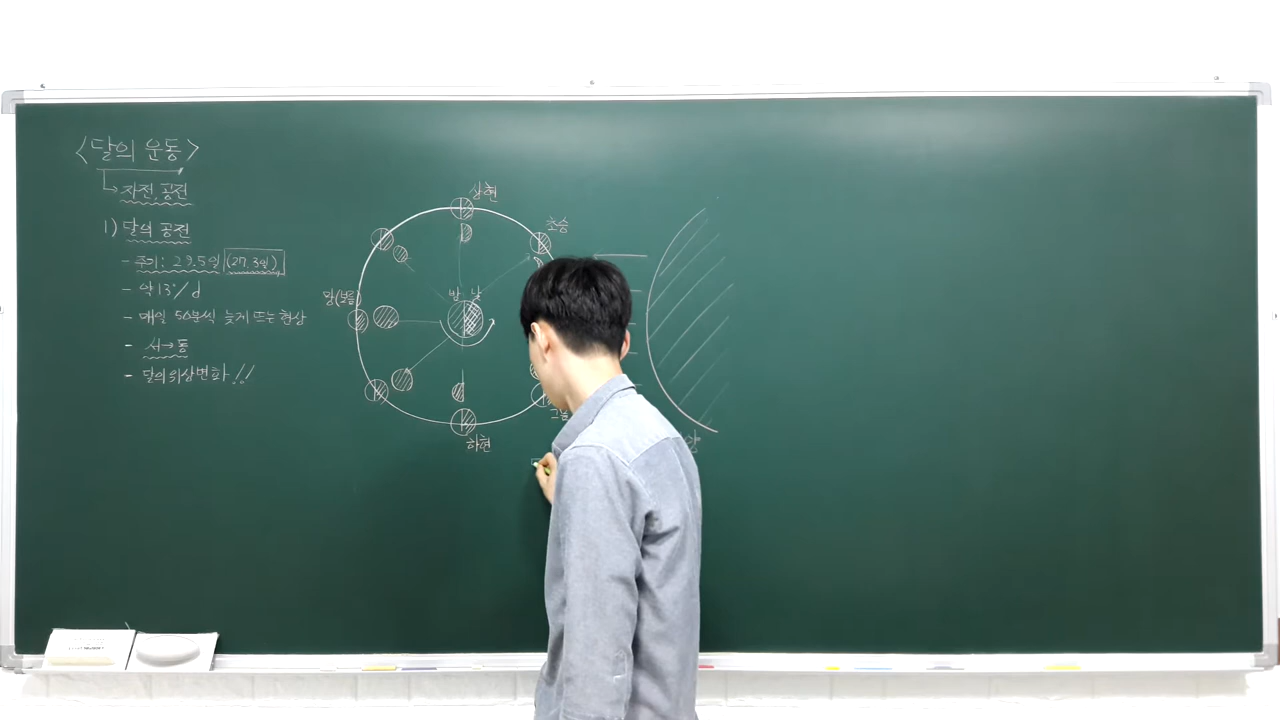 <달의 운동>
자전, 공전
1) 달의 공전
- 주기: 29.5일 (27.3일)
- 약 13°/d
- 매일 50분씩 늦게 뜨는 현상
- 서→동
- 달의 위상변화!!
상현
초승
망(보름)
밤 낮
하현